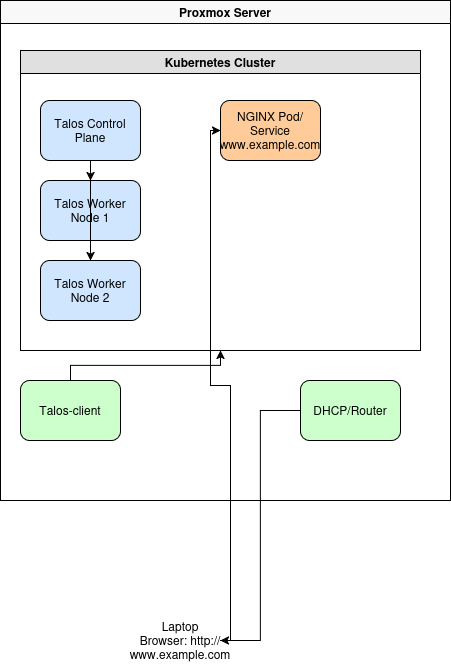 Proxmox Server
Kubernetes Cluster
Talos Control
Plane
NGINX Pod/
Service
www.example.com
Talos Worker
Node 1
Talos Worker
Node 2
Talos-client
DHCP/Router
Laptop
Browser: http://
www.example.com